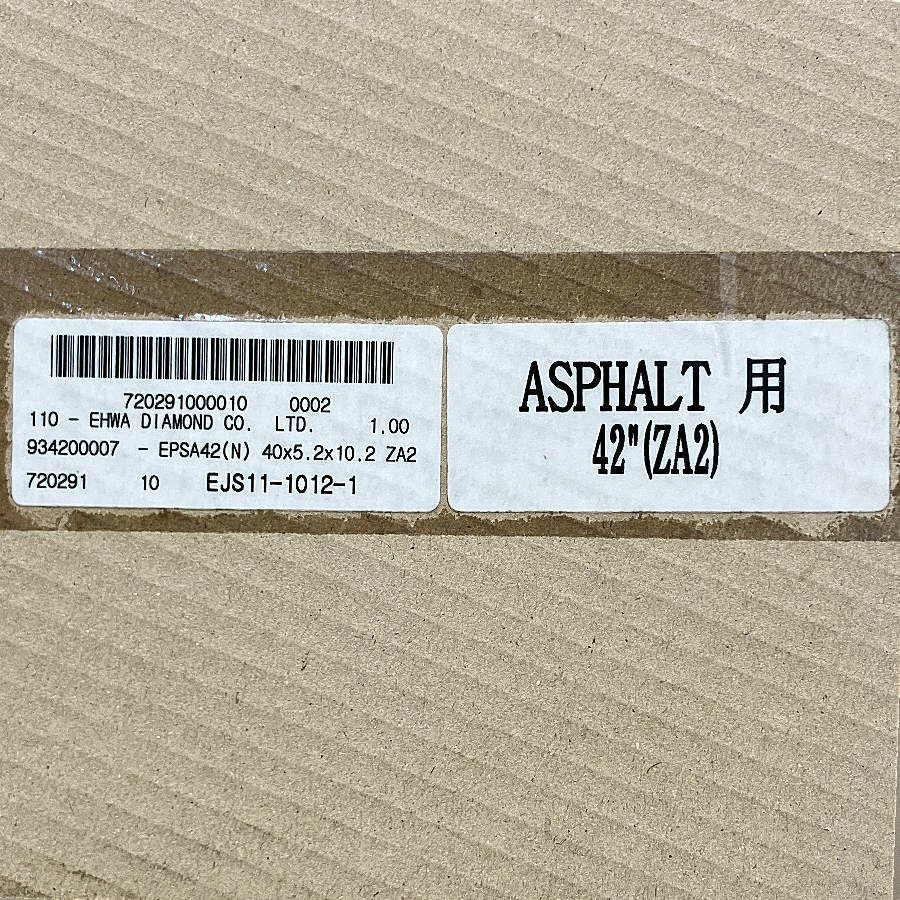 720291000010 0002
110 - EHWA DIAMOND CO. LTD. 1.00
934200007 - EPSA42(N) 40x5.2x10.2 ZA2
720291 10 EJS11-1012-1
ASPHALT 用
42"(ZA2)